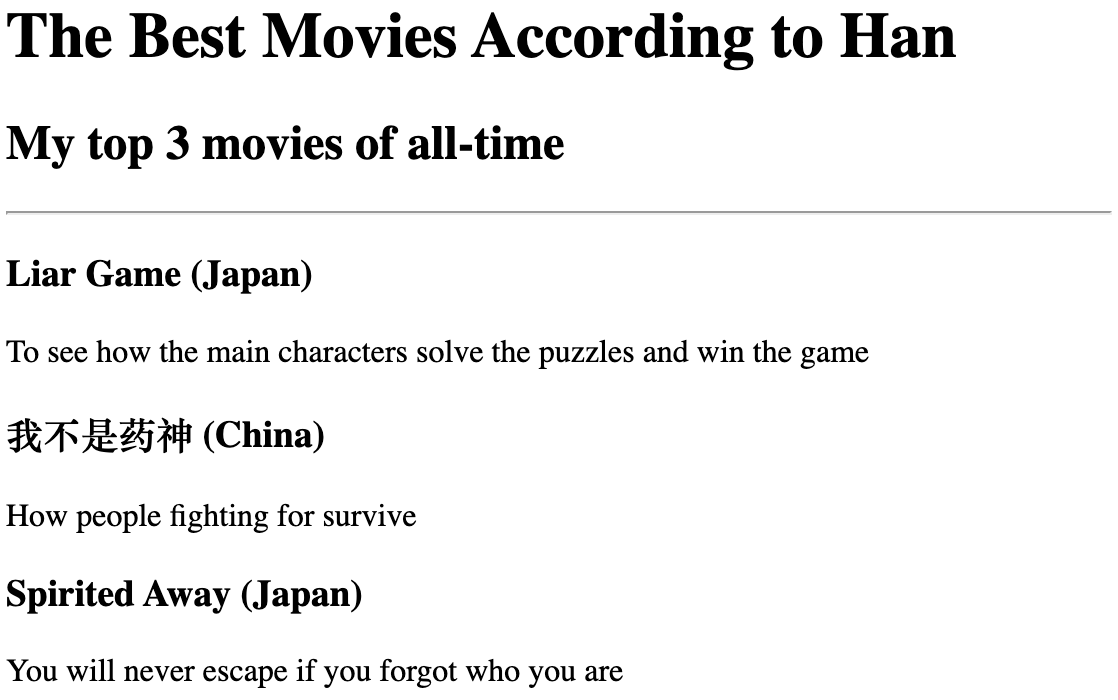 The Best Movies According to Han
My top 3 movies of all-time
Liar Game (Japan)
To see how the main characters solve the puzzles and win the game
我不是药神 (China)
How people fighting for survive
Spirited Away (Japan)
You will never escape if you forgot who you are